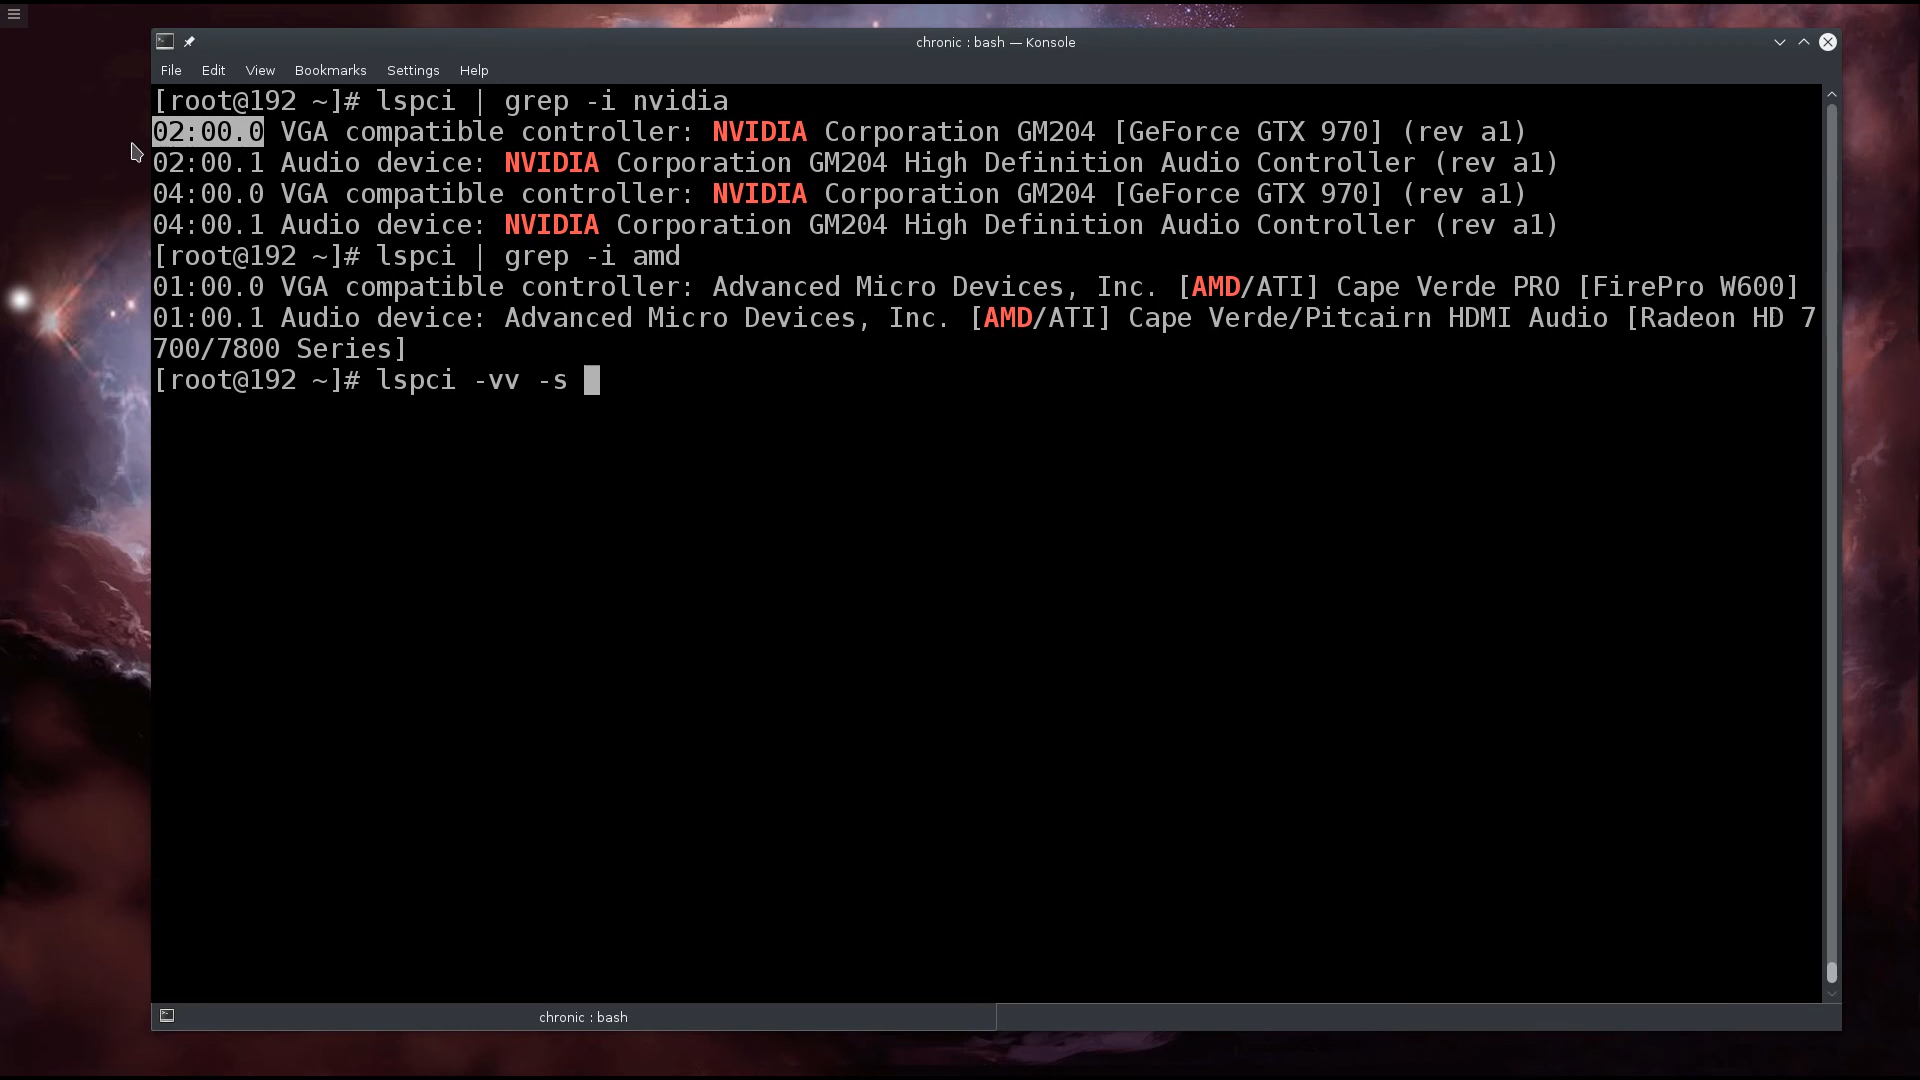 chronic : bash — Konsole
File Edit View Bookmarks Settings Help
[root@192 ~]# lspci | grep -i nvidia
02:00.0 VGA compatible controller: NVIDIA Corporation GM204 [GeForce GTX 970] (rev a1)
02:00.1 Audio device: NVIDIA Corporation GM204 High Definition Audio Controller (rev a1)
04:00.0 VGA compatible controller: NVIDIA Corporation GM204 [GeForce GTX 970] (rev a1)
04:00.1 Audio device: NVIDIA Corporation GM204 High Definition Audio Controller (rev a1)
[root@192 ~]# lspci | grep -i amd
01:00.0 VGA compatible controller: Advanced Micro Devices, Inc. [AMD/ATI] Cape Verde PRO [FirePro W600]
01:00.1 Audio device: Advanced Micro Devices, Inc. [AMD/ATI] Cape Verde/Pitcairn HDMI Audio [Radeon HD 7
700/7800 Series]
[root@192 ~]# lspci -vv -s
chronic : bash